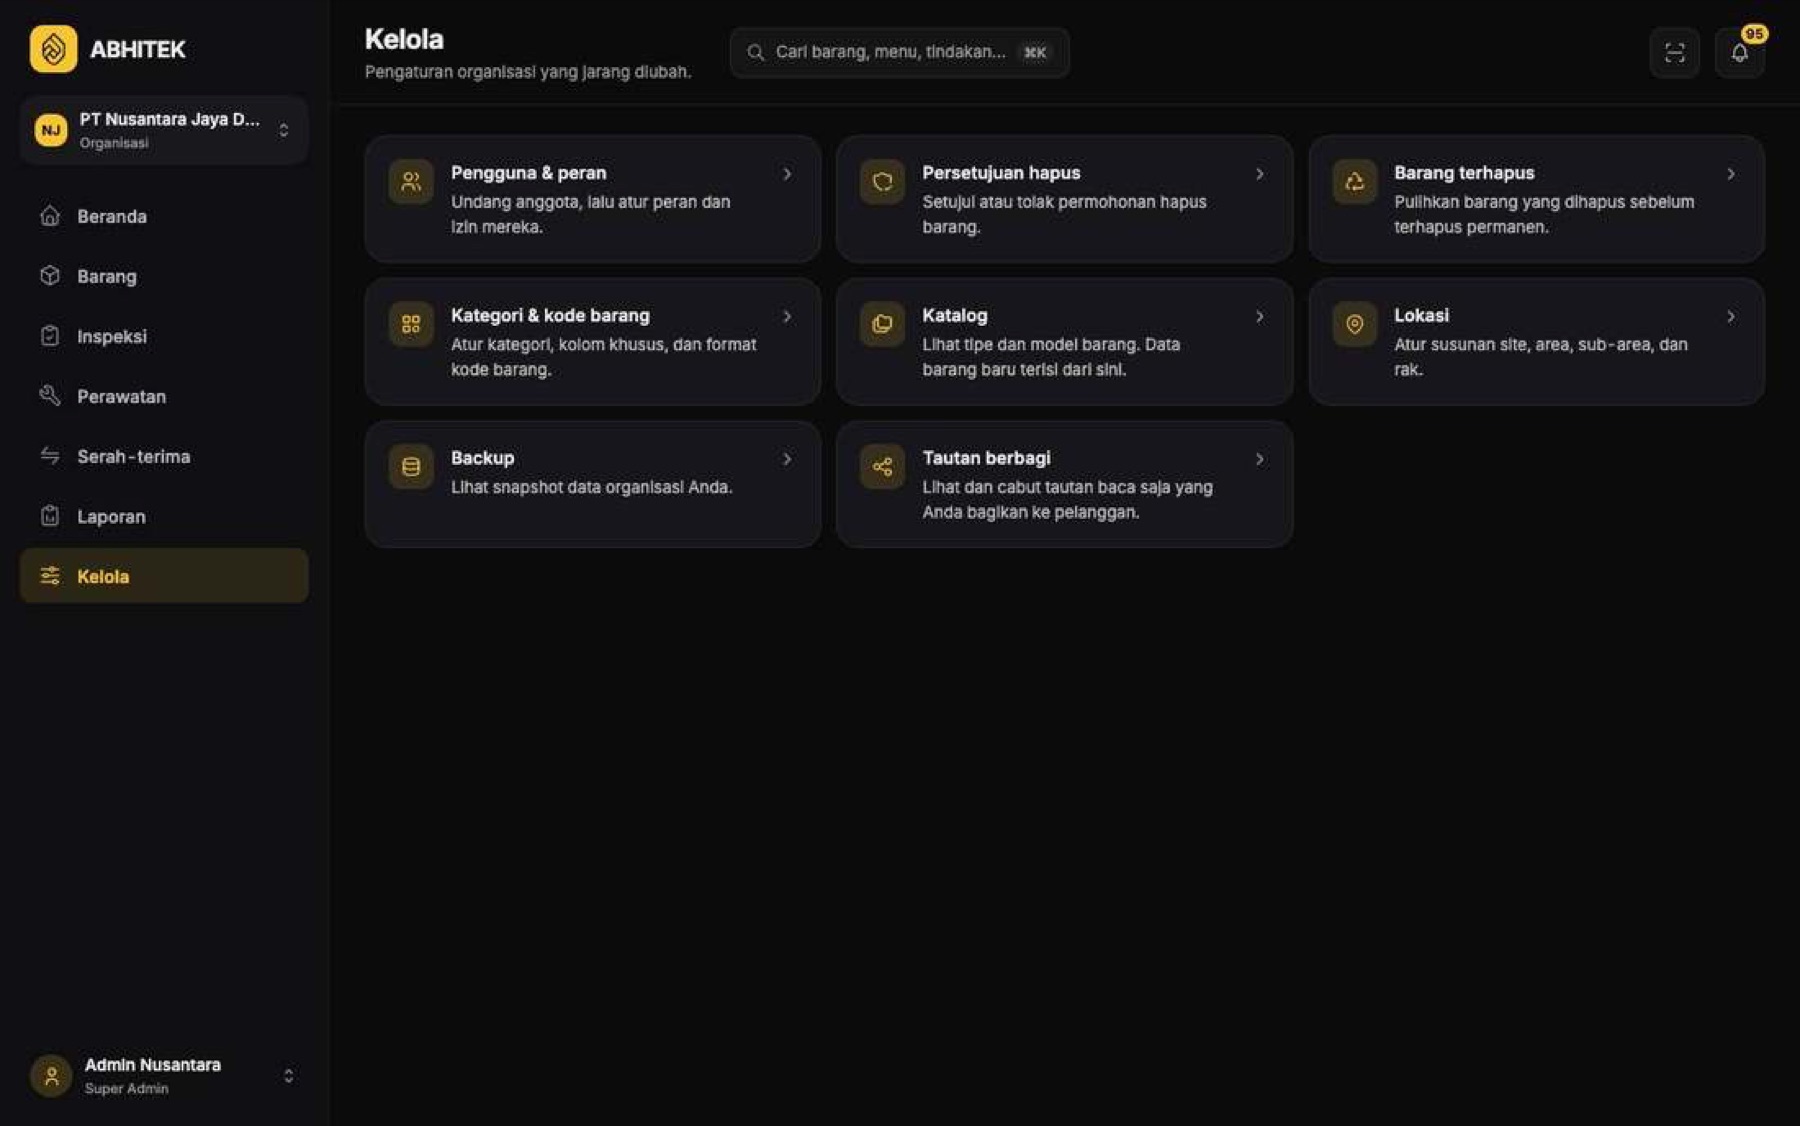 ABHITEK
NJ
PT Nusantara Jaya D...
Organisasi
Beranda
Barang
Inspeksi
Perawatan
Serah-terima
Laporan
Kelola
Admin Nusantara
Super Admin
Kelola
Pengaturan organisasi yang jarang diubah.
Cari barang, menu, tindakan... ⌘K
95
Pengguna & peran
Undang anggota, lalu atur peran dan
izin mereka.
Persetujuan hapus
Setujui atau tolak permohonan hapus
barang.
Barang terhapus
Pulihkan barang yang dihapus sebelum
terhapus permanen.
Kategori & kode barang
Atur kategori, kolom khusus, dan format
kode barang.
Katalog
Lihat tipe dan model barang. Data
barang baru terisi dari sini.
Lokasi
Atur susunan site, area, sub-area, dan
rak.
Backup
Lihat snapshot data organisasi Anda.
Tautan berbagi
Lihat dan cabut tautan baca saja yang
Anda bagikan ke pelanggan.